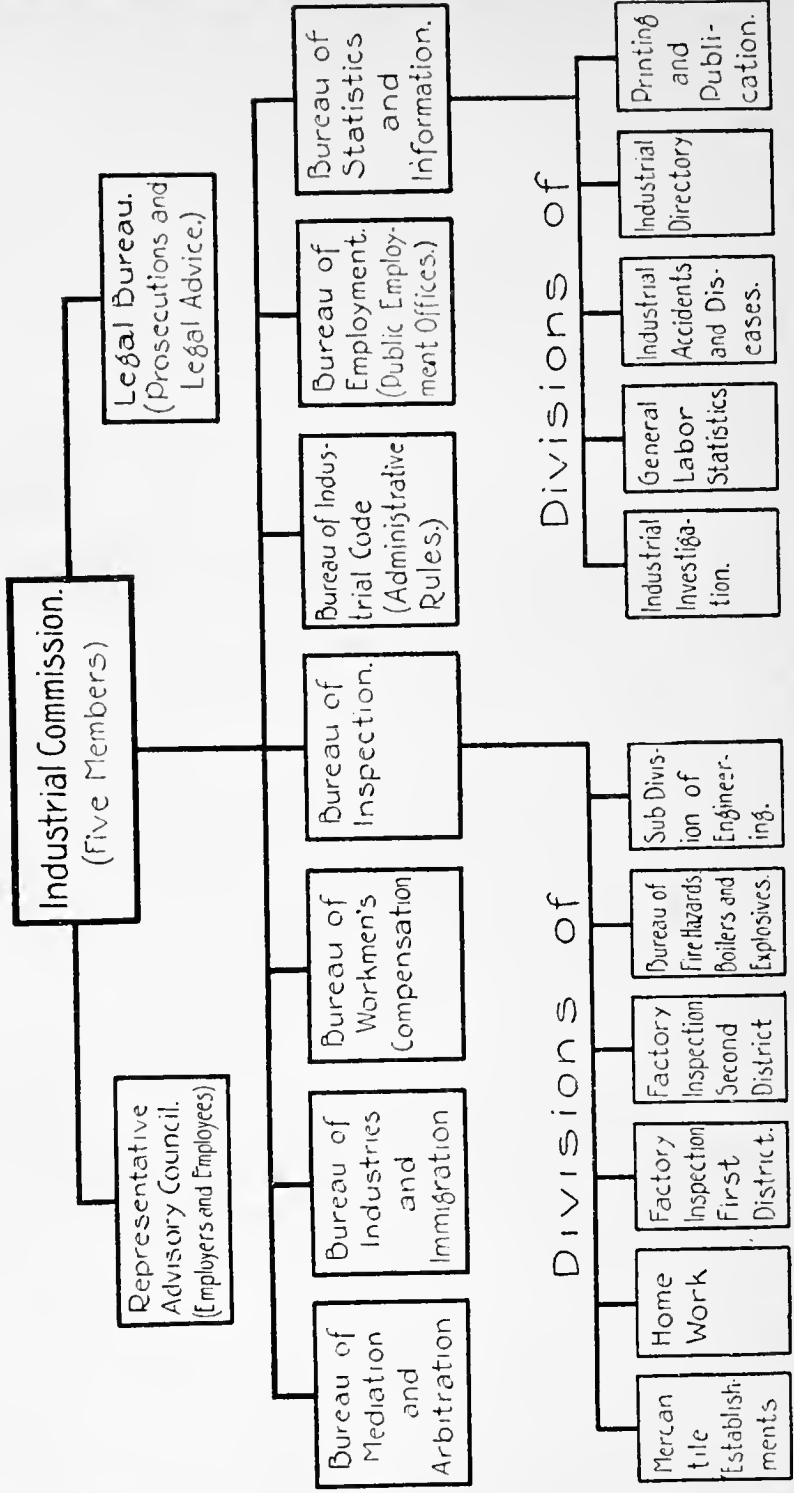 Industrial Commission.
(Five Members)
Representative
Advisory Council.
(Employers and Employees)
Legal Bureau.
(Prosecutions and
Legal Advice.)
Bureau of
Mediation
and
Arbitration
Bureau of
Industries
and
Immigration
Bureau of
Workmen's
Compensation
Bureau of
Inspection.
Bureau of Indus-
trial Code
(Administrative
Rules.)
Bureau of
Employment.
(Public Employ-
ment Offices.)
Bureau of
Statistics
and
Information.
Divisions of
Mercan
tile
Establish-
ments
Home
Work
Factory
Inspection
First
District.
Factory
Inspection
Second
District
Bureau of
Fire Hazards
Boilers and
Explosives.
Sub Divis-
ion of
Engineer-
ing.
Divisions of
Industrial
Investiga-
tion.
General
Labor
Statistics
Industrial
Accidents
and Dis-
eases.
Industrial
Directory
Printing
and
Publi-
cation.